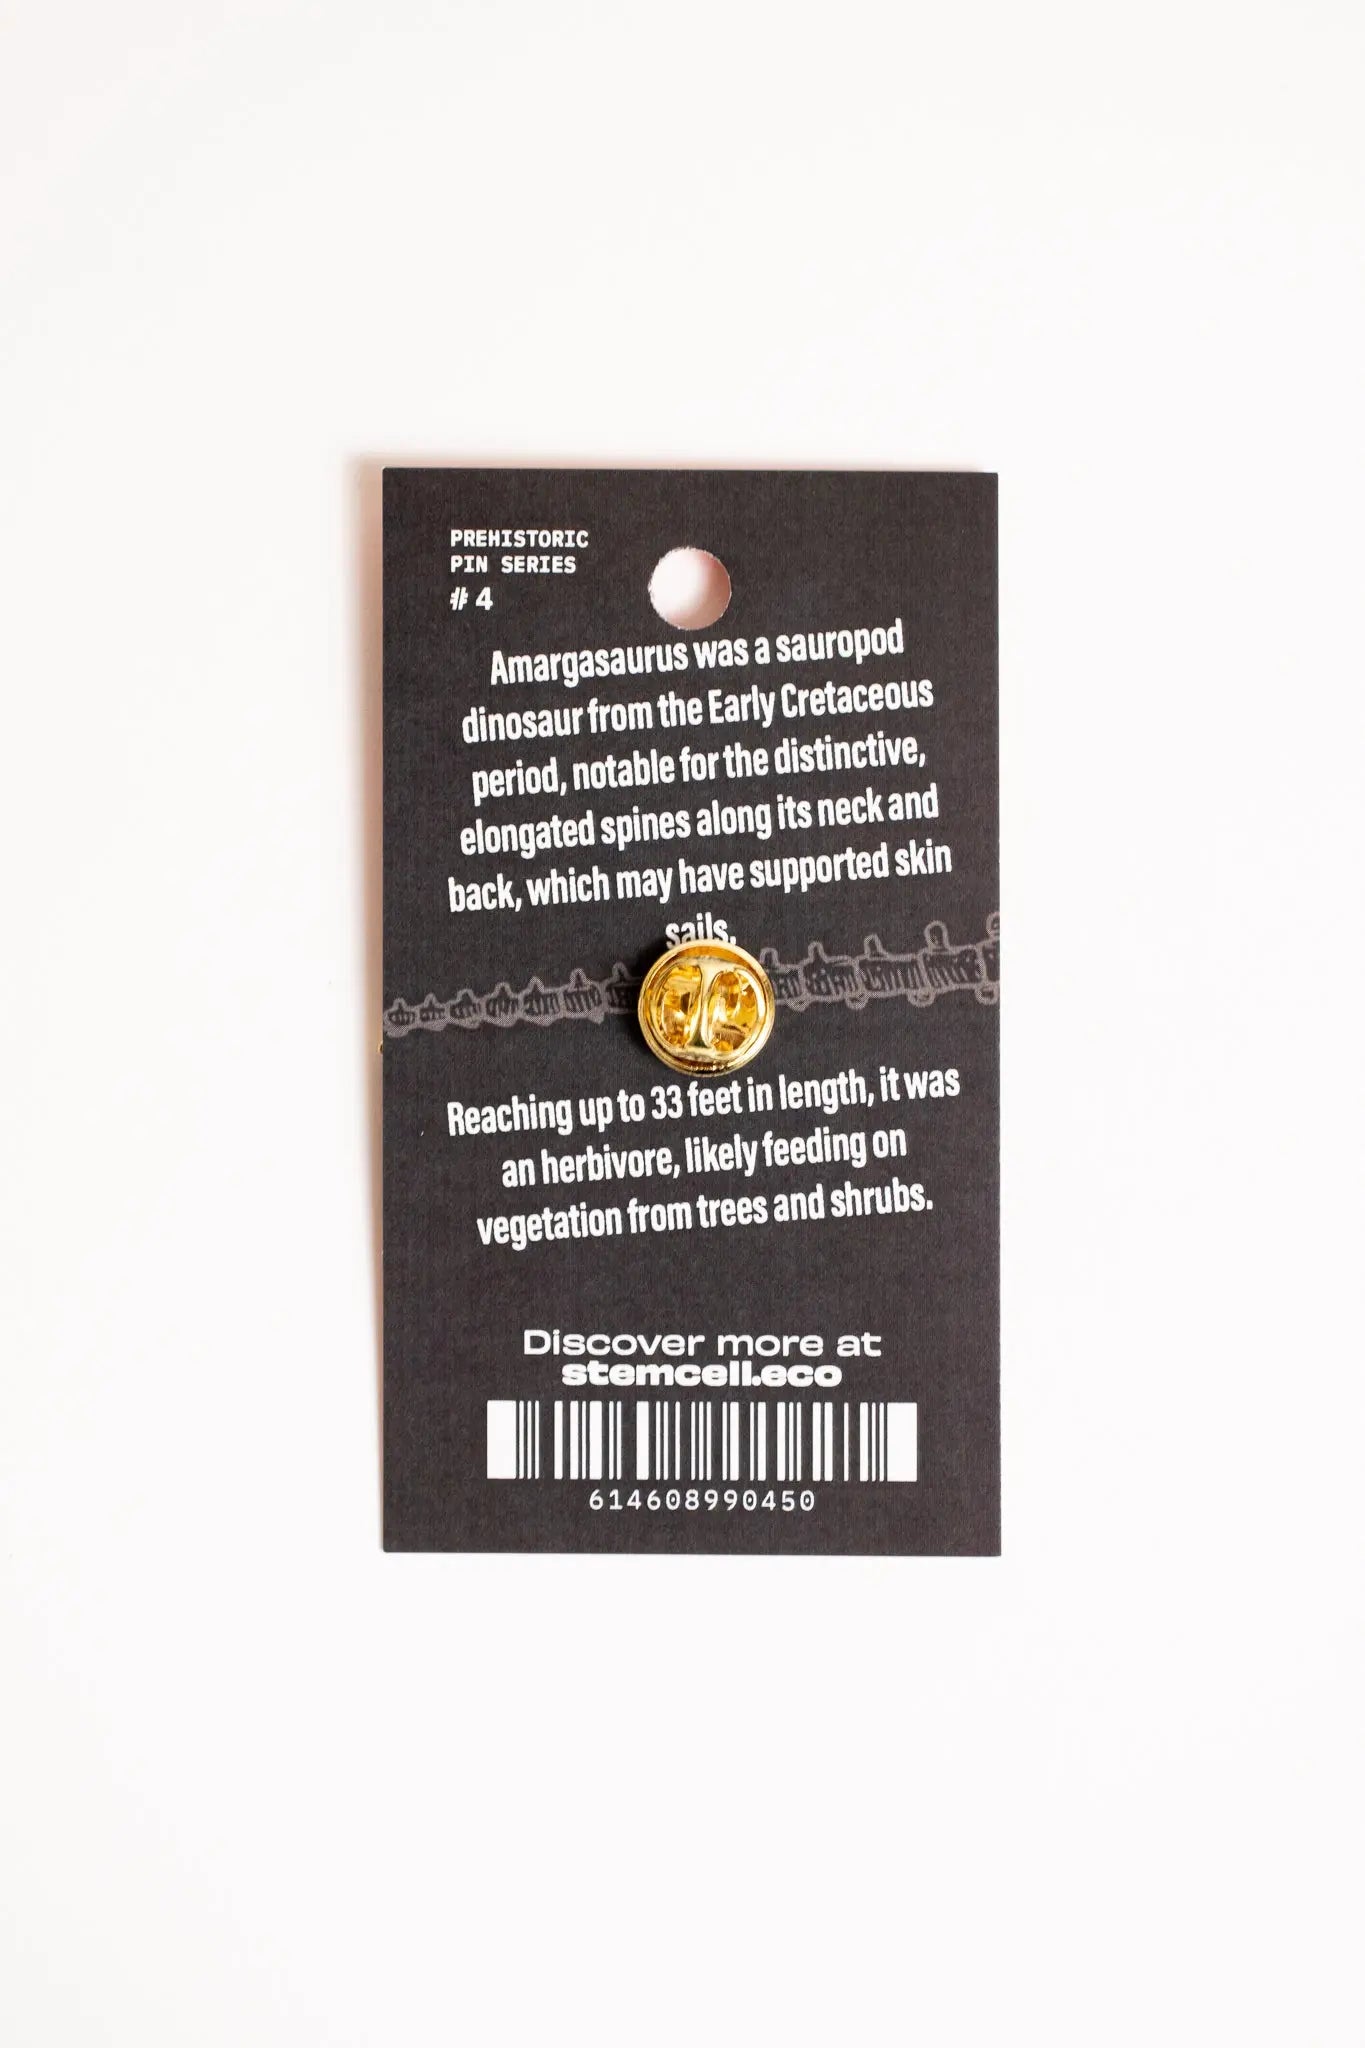 PREHISTORIC
PIN SERIES
# 4
Amargasaurus was a sauropod
dinosaur from the Early Cretaceous
period, notable for the distinctive,
elongated spines along its neck and
back, which may have supported skin
sails.
Reaching up to 33 feet in length, it was
an herbivore, likely feeding on
vegetation from trees and shrubs.
Discover more at
stemcell.eco
614608990450